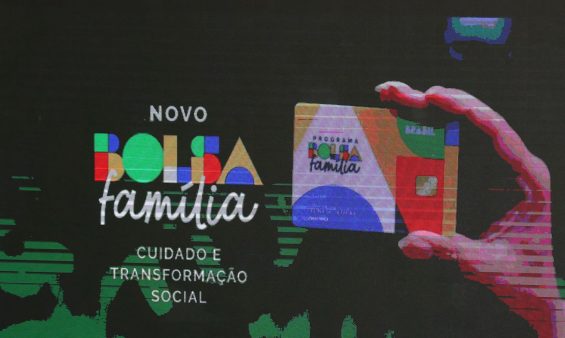 NOVO
BOLSA
família
CUIDADO E
TRANSFORMAÇÃO
SOCIAL
PROGRAMA
BOLSA
família
BRASIL